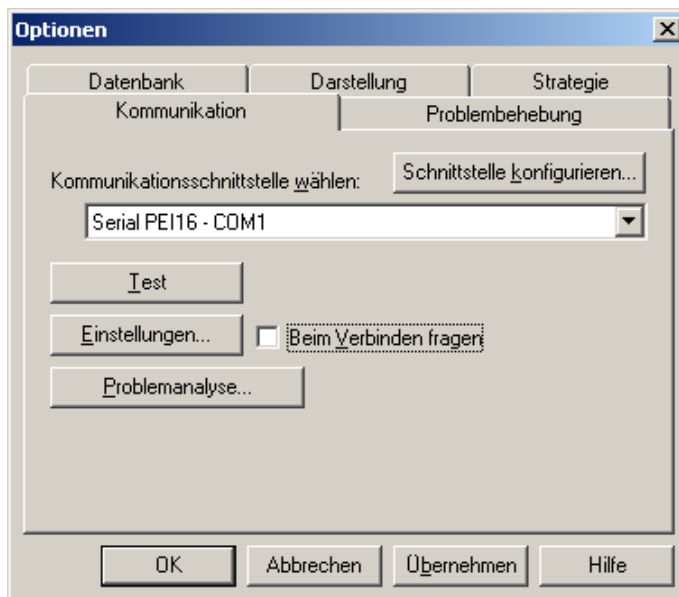 Optionen
Datenbank Darstellung Strategie
Kommunikation Problembehebung
Kommunikationsschnittstelle wählen: Schnittstelle konfigurieren...
Serial PEI16 - COM1
Test
Einstellungen... Beim Verbinden fragen
Problemanalyse...
OK Abbrechen Übernehmen Hilfe